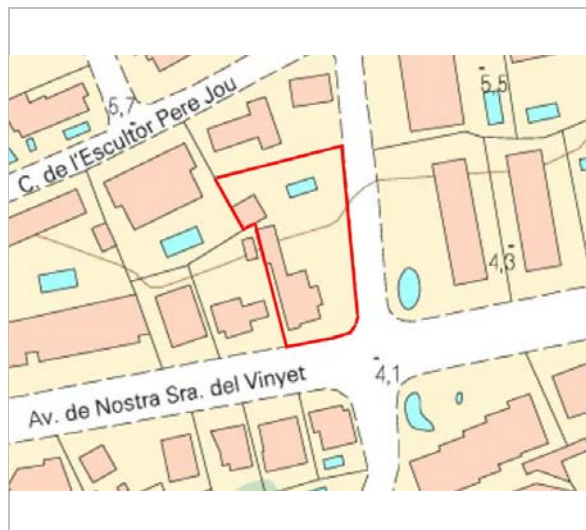 5,7
5,5
C. de l'Escultor Pere Jou
4,3
4,1
Av. de Nostra Sra. del Vinyet